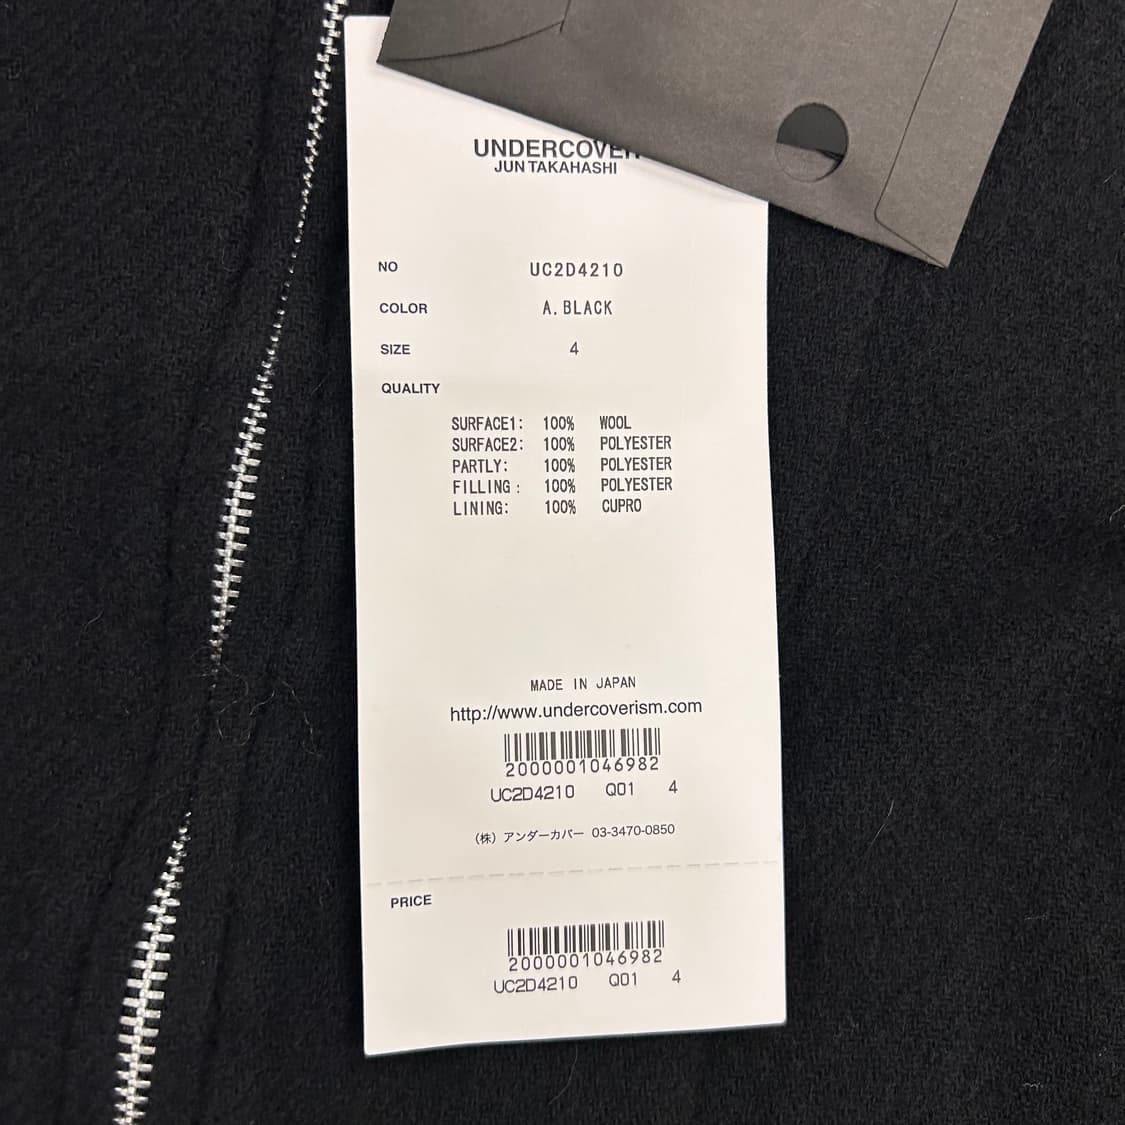 UNDERCOVER
JUN TAKAHASHI
NO UC2D4210
COLOR A.BLACK
SIZE 4
QUALITY
SURFACE1: 100% WOOL
SURFACE2: 100% POLYESTER
PARTLY: 100% POLYESTER
FILLING: 100% POLYESTER
LINING: 100% CUPRO
MADE IN JAPAN
http://www.undercoverism.com
2000001046982
UC2D4210 Q01 4
(株) アンダーカバー 03-3470-0850
PRICE
2000001046982
UC2D4210 Q01 4